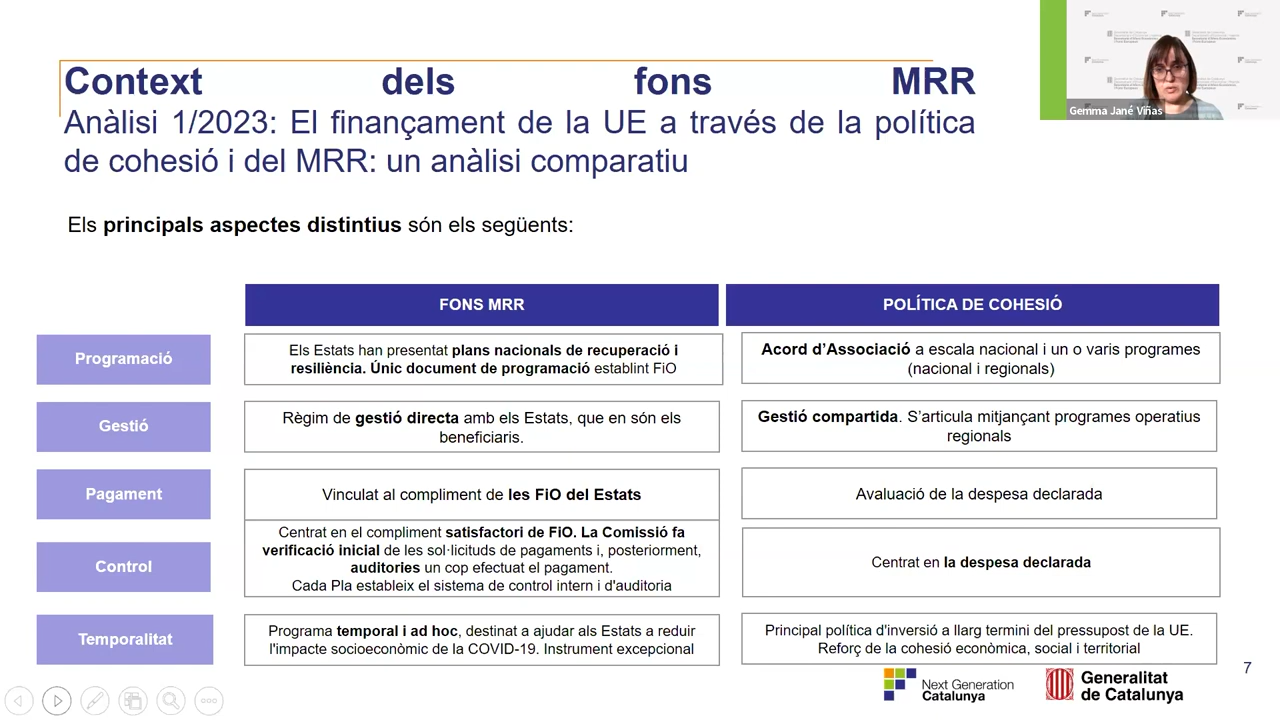 Context dels fons MRR
Anàlisi 1/2023: El finançament de la UE a través de la política
de cohesió i del MRR: un anàlisi comparatiu
Gemma Jané Viñas
Els principals aspectes distintius són els següents:
FONS MRR
POLÍTICA DE COHESIÓ
Programació
Els Estats han presentat plans nacionals de recuperació i
resiliència. Únic document de programació establint FiO
Acord d’Associació a escala nacional i un o varis programes
(nacional i regionals)
Gestió
Règim de gestió directa amb els Estats, que en són els
beneficiaris.
Gestió compartida. S’articula mitjançant programes operatius
regionals
Pagament
Vinculat al compliment de les FiO del Estats
Avaluació de la despesa declarada
Control
Centrat en el compliment satisfactori de FiO. La Comissió fa
verificació inicial de les sol·licituds de pagaments i, posteriorment,
auditories un cop efectuat el pagament.
Cada Pla estableix el sistema de control intern i d'auditoria
Centrat en la despesa declarada
Temporalitat
Programa temporal i ad hoc, destinat a ajudar als Estats a reduir
l'impacte socioeconòmic de la COVID-19. Instrument excepcional
Principal política d'inversió a llarg termini del pressupost de la UE.
Reforç de la cohesió econòmica, social i territorial
7
Next Generation
Catalunya
Generalitat
de Catalunya